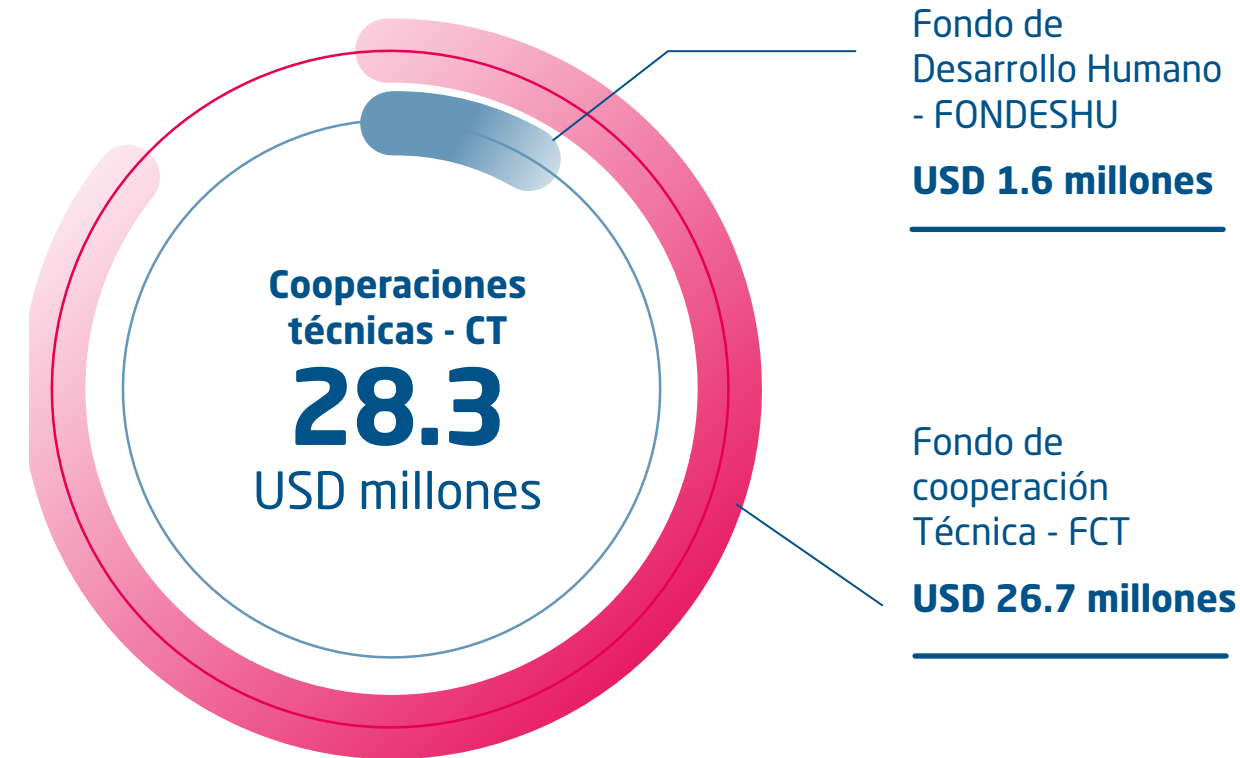 Cooperaciones
técnicas - CT
28.3
USD millones
Fondo de
Desarrollo Humano
- FONDESHU
USD 1.6 millones
Fondo de
cooperación
Técnica - FCT
USD 26.7 millones